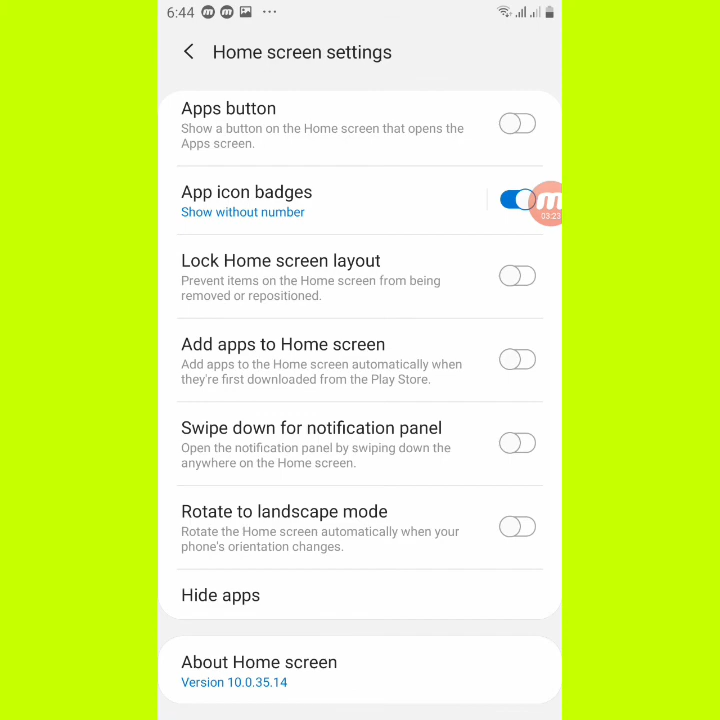 6:44
Home screen settings
Apps button
Show a button on the Home screen that opens the
Apps screen.
App icon badges
Show without number
03:23
Lock Home screen layout
Prevent items on the Home screen from being
removed or repositioned.
Add apps to Home screen
Add apps to the Home screen automatically when
they're first downloaded from the Play Store.
Swipe down for notification panel
Open the notification panel by swiping down the
anywhere on the Home screen.
Rotate to landscape mode
Rotate the Home screen automatically when your
phone's orientation changes.
Hide apps
About Home screen
Version 10.0.35.14